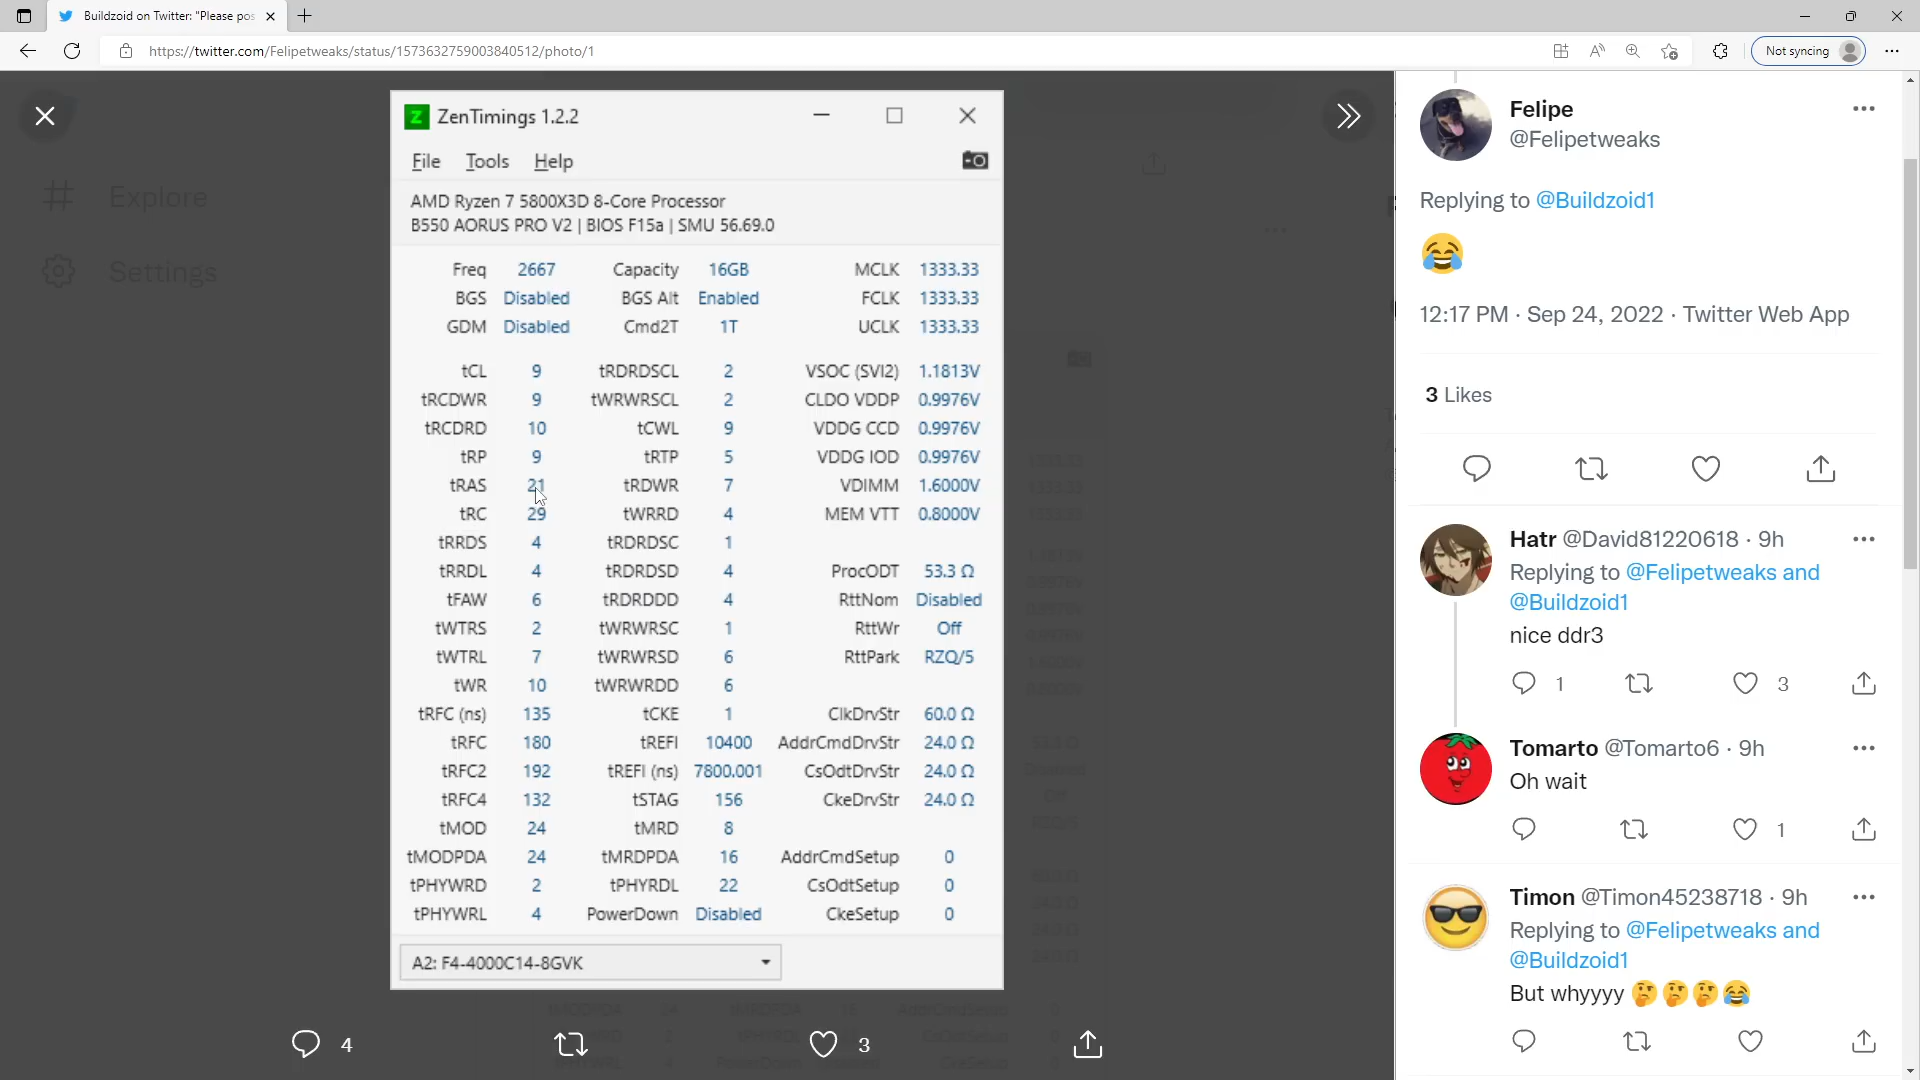 Buildzoid on Twitter: "Please pos
https://twitter.com/Felipetweaks/status/1573632759003840512/photo/1
Not syncing
Explore
Settings
ZenTimings 1.2.2
File Tools Help
AMD Ryzen 7 5800X3D 8-Core Processor
B550 AORUS PRO V2 | BIOS F15a | SMU 56.69.0
Freq 2667 Capacity 16GB MCLK 1333.33
BGS Disabled BGS Alt Enabled FCLK 1333.33
GDM Disabled Cmd2T 1T UCLK 1333.33
tCL 9 tRDRDSCL 2 VSOC (SVI2) 1.1813V
tRCDWR 9 tWRWRSCL 2 CLDO VDDP 0.9976V
tRCDRD 10 tCWL 9 VDDG CCD 0.9976V
tRP 9 tRTP 5 VDDG IOD 0.9976V
tRAS 21 tRDWR 7 VDIMM 1.6000V
tRC 29 tWRRD 4 MEM VTT 0.8000V
tRRDS 4 tRDRDSC 1
tRRDL 4 tRDRDSD 4 ProcODT 53.3 Ω
tFAW 6 tRDRDDD 4 RttNom Disabled
tWTRS 2 tWRWRSC 1 RttWr Off
tWTRL 7 tWRWRSD 6 RttPark RZQ/5
tWR 10 tWRWRDD 6
tRFC (ns) 135 tCKE 1 ClkDrvStr 60.0 Ω
tRFC 180 tREFI 10400 AddrCmdDrvStr 24.0 Ω
tRFC2 192 tREFI (ns) 7800.001 CsOdtDrvStr 24.0 Ω
tRFC4 132 tSTAG 156 CkeDrvStr 24.0 Ω
tMOD 24 tMRD 8
tMODPDA 24 tMRDPDA 16 AddrCmdSetup 0
tPHYWRD 2 tPHYRDL 22 CsOdtSetup 0
tPHYWRL 4 PowerDown Disabled CkeSetup 0
A2: F4-4000C14-8GVK
4 3
Felipe
@Felipetweaks
Replying to @Buildzoid1
😂
12:17 PM · Sep 24, 2022 · Twitter Web App
3 Likes
Hatr @David81220618 · 9h
Replying to @Felipetweaks and
@Buildzoid1
nice ddr3
1 3
Tomarto @Tomarto6 · 9h
Oh wait
1
Timon @Timon45238718 · 9h
Replying to @Felipetweaks and
@Buildzoid1
But whyyyy 🤔🤔🤔😂